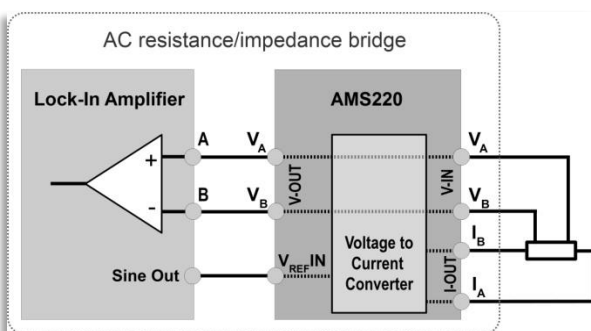 AC resistance/impedance bridge
Lock-In Amplifier
AMS220
A
VA
VA
+
V-OUT
V-IN
B
VB
VB
-
IB
Voltage to
Current
Converter
Sine Out
VREFIN
I-OUT
IA